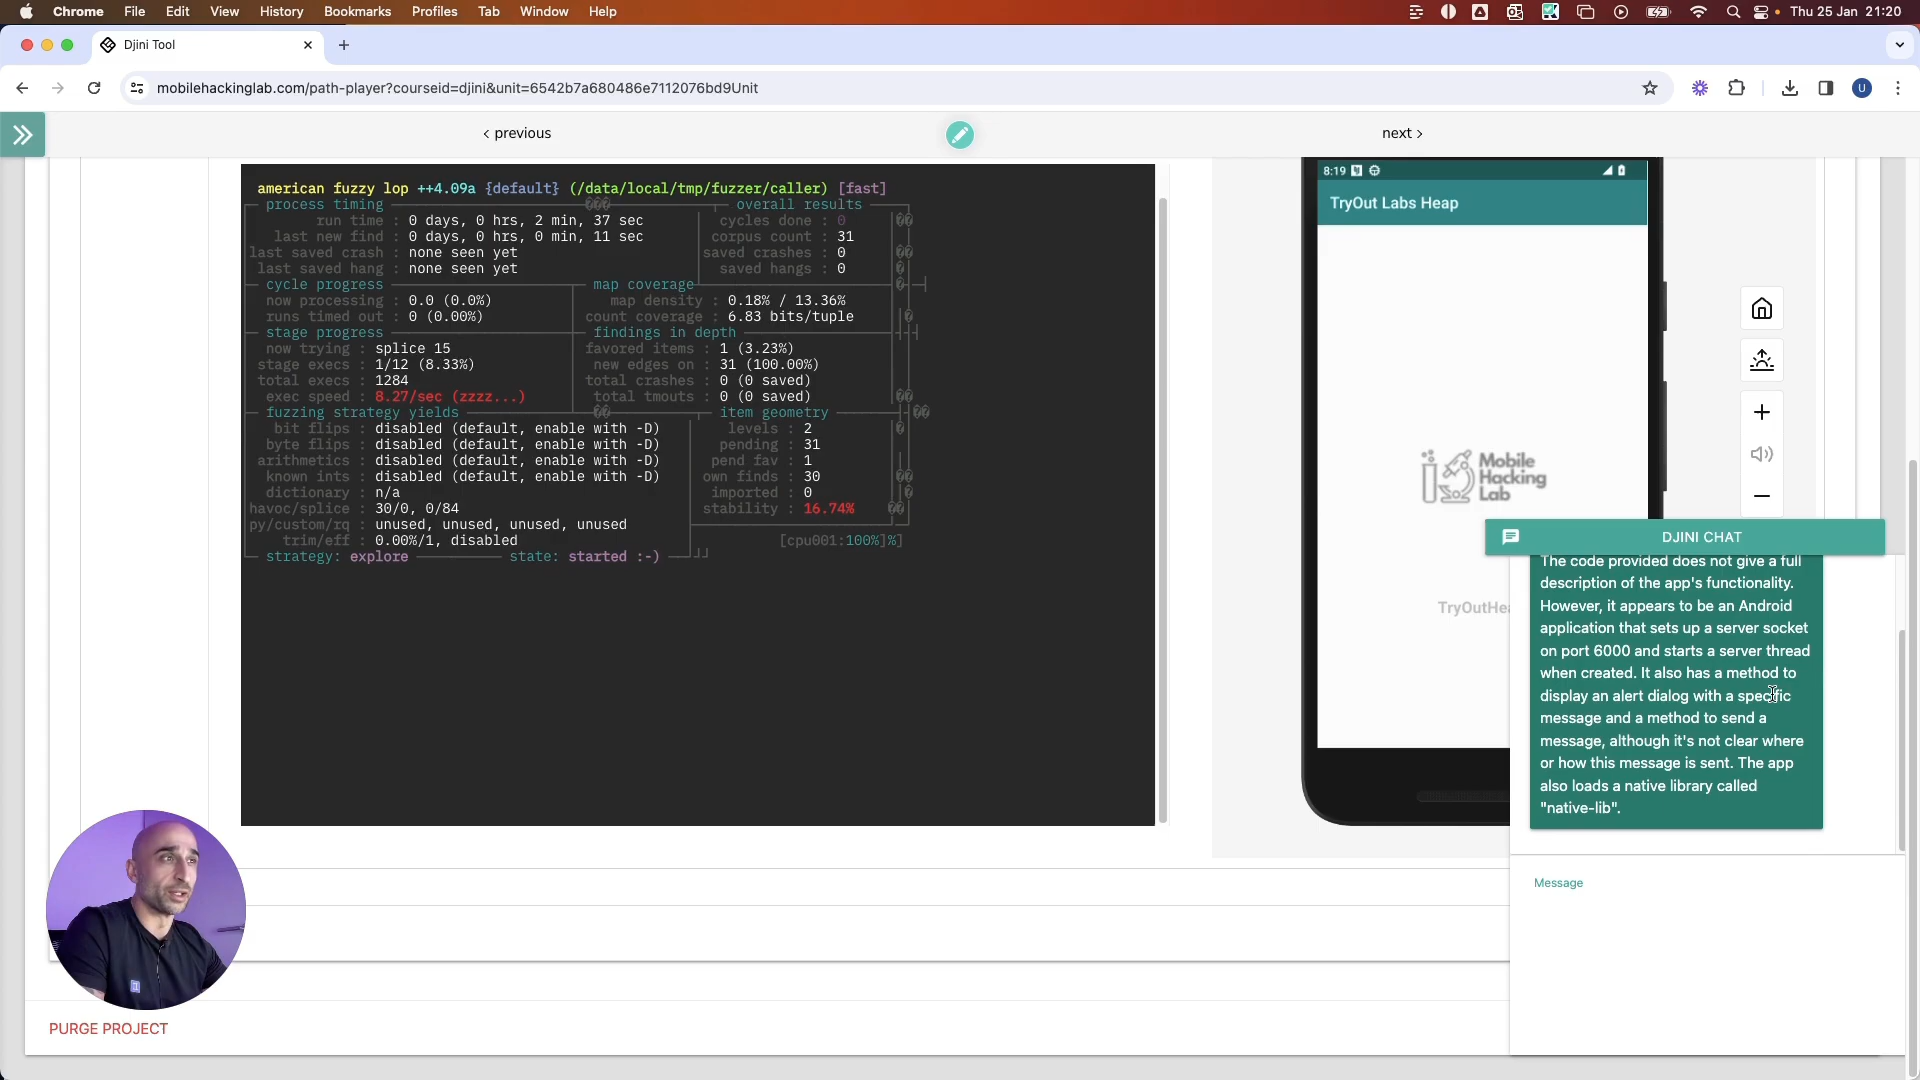 Chrome File Edit View History Bookmarks Profiles Tab Window Help Thu 25 Jan 21:20
Djini Tool
mobilehackinglab.com/path-player?courseid=djini&unit=6542b7a680486e7112076bd9Unit U
< previous next >
american fuzzy lop ++4.09a {default} (/data/local/tmp/fuzzer/caller) [fast]
process timing overall results
run time : 0 days, 0 hrs, 2 min, 37 sec cycles done : 0
last new find : 0 days, 0 hrs, 0 min, 11 sec corpus count : 31
last saved crash : none seen yet saved crashes : 0
last saved hang : none seen yet saved hangs : 0
cycle progress map coverage
now processing : 0.0 (0.0%) map density : 0.18% / 13.36%
runs timed out : 0 (0.00%) count coverage : 6.83 bits/tuple
stage progress findings in depth
now trying : splice 15 favored items : 1 (3.23%)
stage execs : 1/12 (8.33%) new edges on : 31 (100.00%)
total execs : 1284 total crashes : 0 (0 saved)
exec speed : 8.27/sec (zzzz...) total tmouts : 0 (0 saved)
fuzzing strategy yields item geometry
bit flips : disabled (default, enable with -D) levels : 2
byte flips : disabled (default, enable with -D) pending : 31
arithmetics : disabled (default, enable with -D) pend fav : 1
known ints : disabled (default, enable with -D) own finds : 30
dictionary : n/a imported : 0
havoc/splice : 30/0, 0/84 stability : 16.74%
py/custom/rq : unused, unused, unused, unused
trim/eff : 0.00%/1, disabled [cpu001:100%]%]
strategy: explore state: started :-)
8:19
TryOut Labs Heap
Mobile
Hacking
Lab
TryOutHea
DJINI CHAT
The code provided does not give a full
description of the app's functionality.
However, it appears to be an Android
application that sets up a server socket
on port 6000 and starts a server thread
when created. It also has a method to
display an alert dialog with a specific
message and a method to send a
message, although it's not clear where
or how this message is sent. The app
also loads a native library called
"native-lib".
Message
PURGE PROJECT